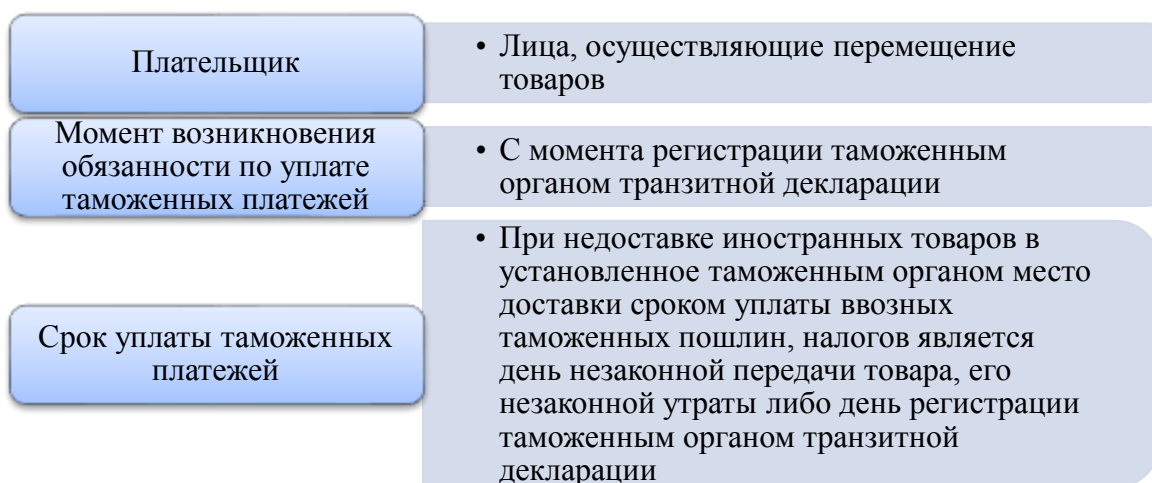 Плательщик
• Лица, осуществляющие перемещение
товаров
Момент возникновения
обязанности по уплате
таможенных платежей
• С момента регистрации таможенным
органом транзитной декларации
Срок уплаты таможенных
платежей
• При недоставке иностранных товаров в
установленное таможенным органом место
доставки сроком уплаты ввозных
таможенных пошлин, налогов является
день незаконной передачи товара, его
незаконной утраты либо день регистрации
таможенным органом транзитной
декларации